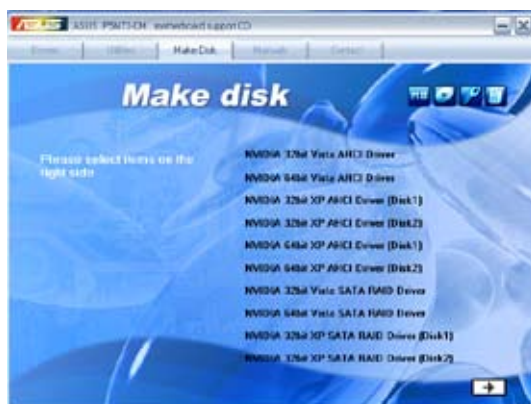 ASUS P5N73-CM motherboard support CD
Drivers Utilities Make Disk Manuals Contact
Make disk
Please select items on the
right side
NVIDIA 32bit Vista AHCI Driver
NVIDIA 64bit Vista AHCI Driver
NVIDIA 32bit XP AHCI Driver (Disk1)
NVIDIA 32bit XP AHCI Driver (Disk2)
NVIDIA 64bit XP AHCI Driver (Disk1)
NVIDIA 64bit XP AHCI Driver (Disk2)
NVIDIA 32bit Vista SATA RAID Driver
NVIDIA 64bit Vista SATA RAID Driver
NVIDIA 32bit XP SATA RAID Driver (Disk1)
NVIDIA 32bit XP SATA RAID Driver (Disk2)